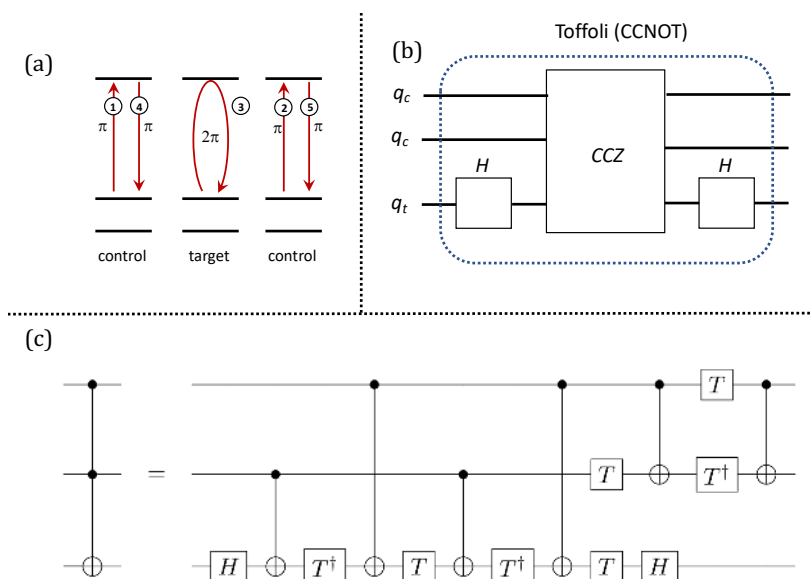 (a)
1 4 3 2 5
π π 2π π π
control target control
(b)
Toffoli (CCNOT)
q_c
q_c
H CCZ H
q_t
(c)
T
= T T†
H T† T T† T H